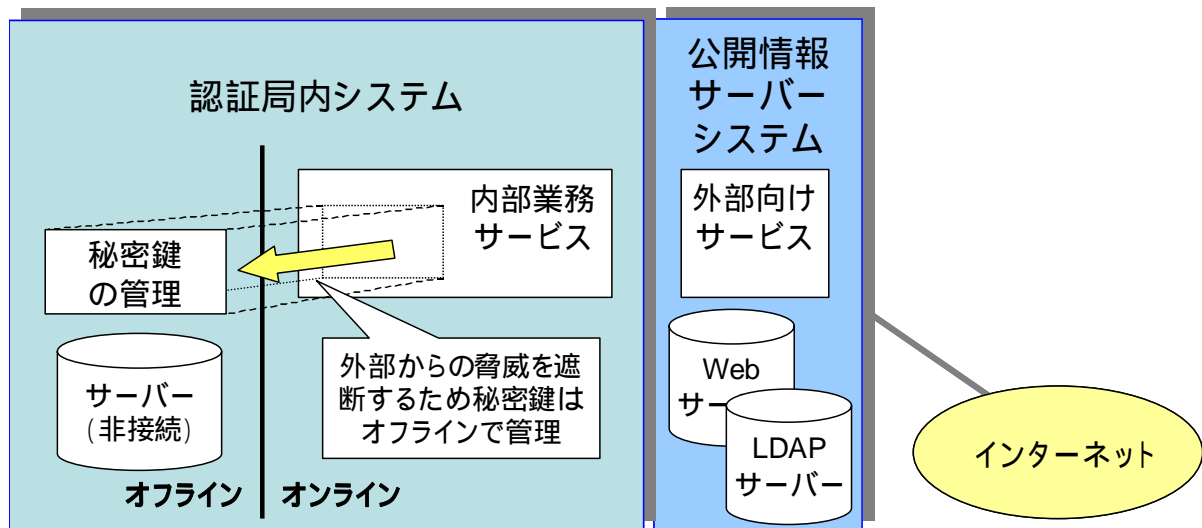 認証局内システム
公開情報
サーバー
システム
内部業務
サービス
外部向け
サービス
秘密鍵
の管理
外部からの脅威を遮
断するため秘密鍵は
オフラインで管理
サーバー
(非接続)
オフライン
オンライン
Web
サー
LDAP
サーバー
インターネット